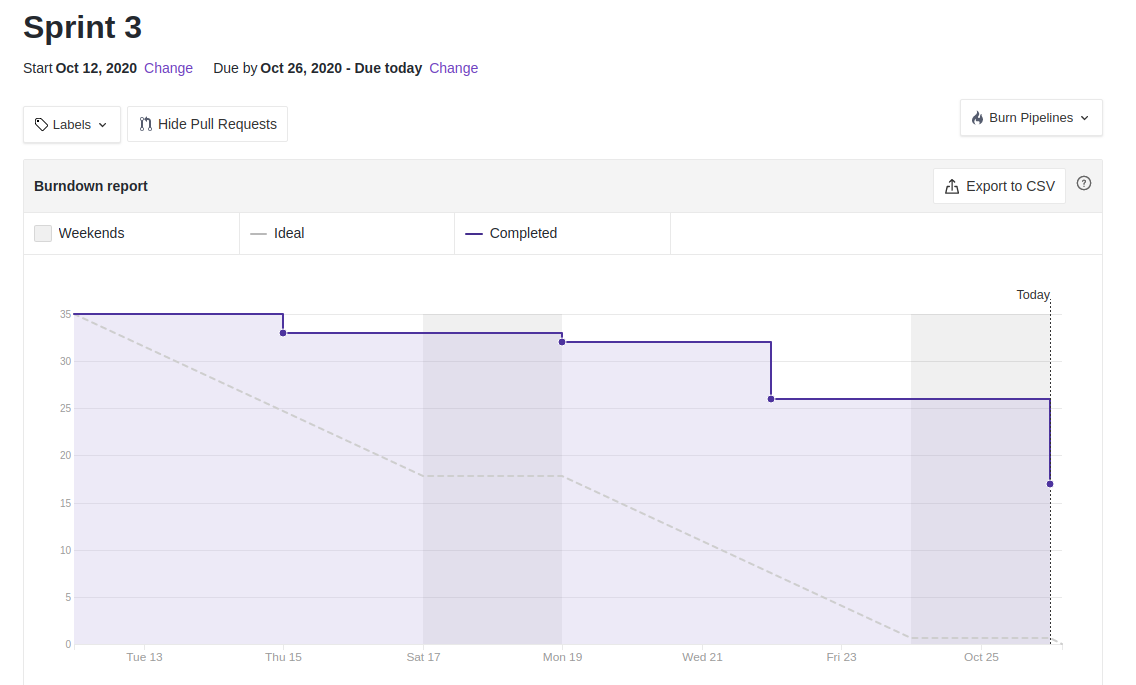 Sprint 3
Start Oct 12, 2020 Change Due by Oct 26, 2020 - Due today Change
Labels Hide Pull Requests Burn Pipelines
Burndown report Export to CSV ?
Weekends Ideal Completed
Today
35
30
25
20
15
10
5
0
Tue 13 Thu 15 Sat 17 Mon 19 Wed 21 Fri 23 Oct 25